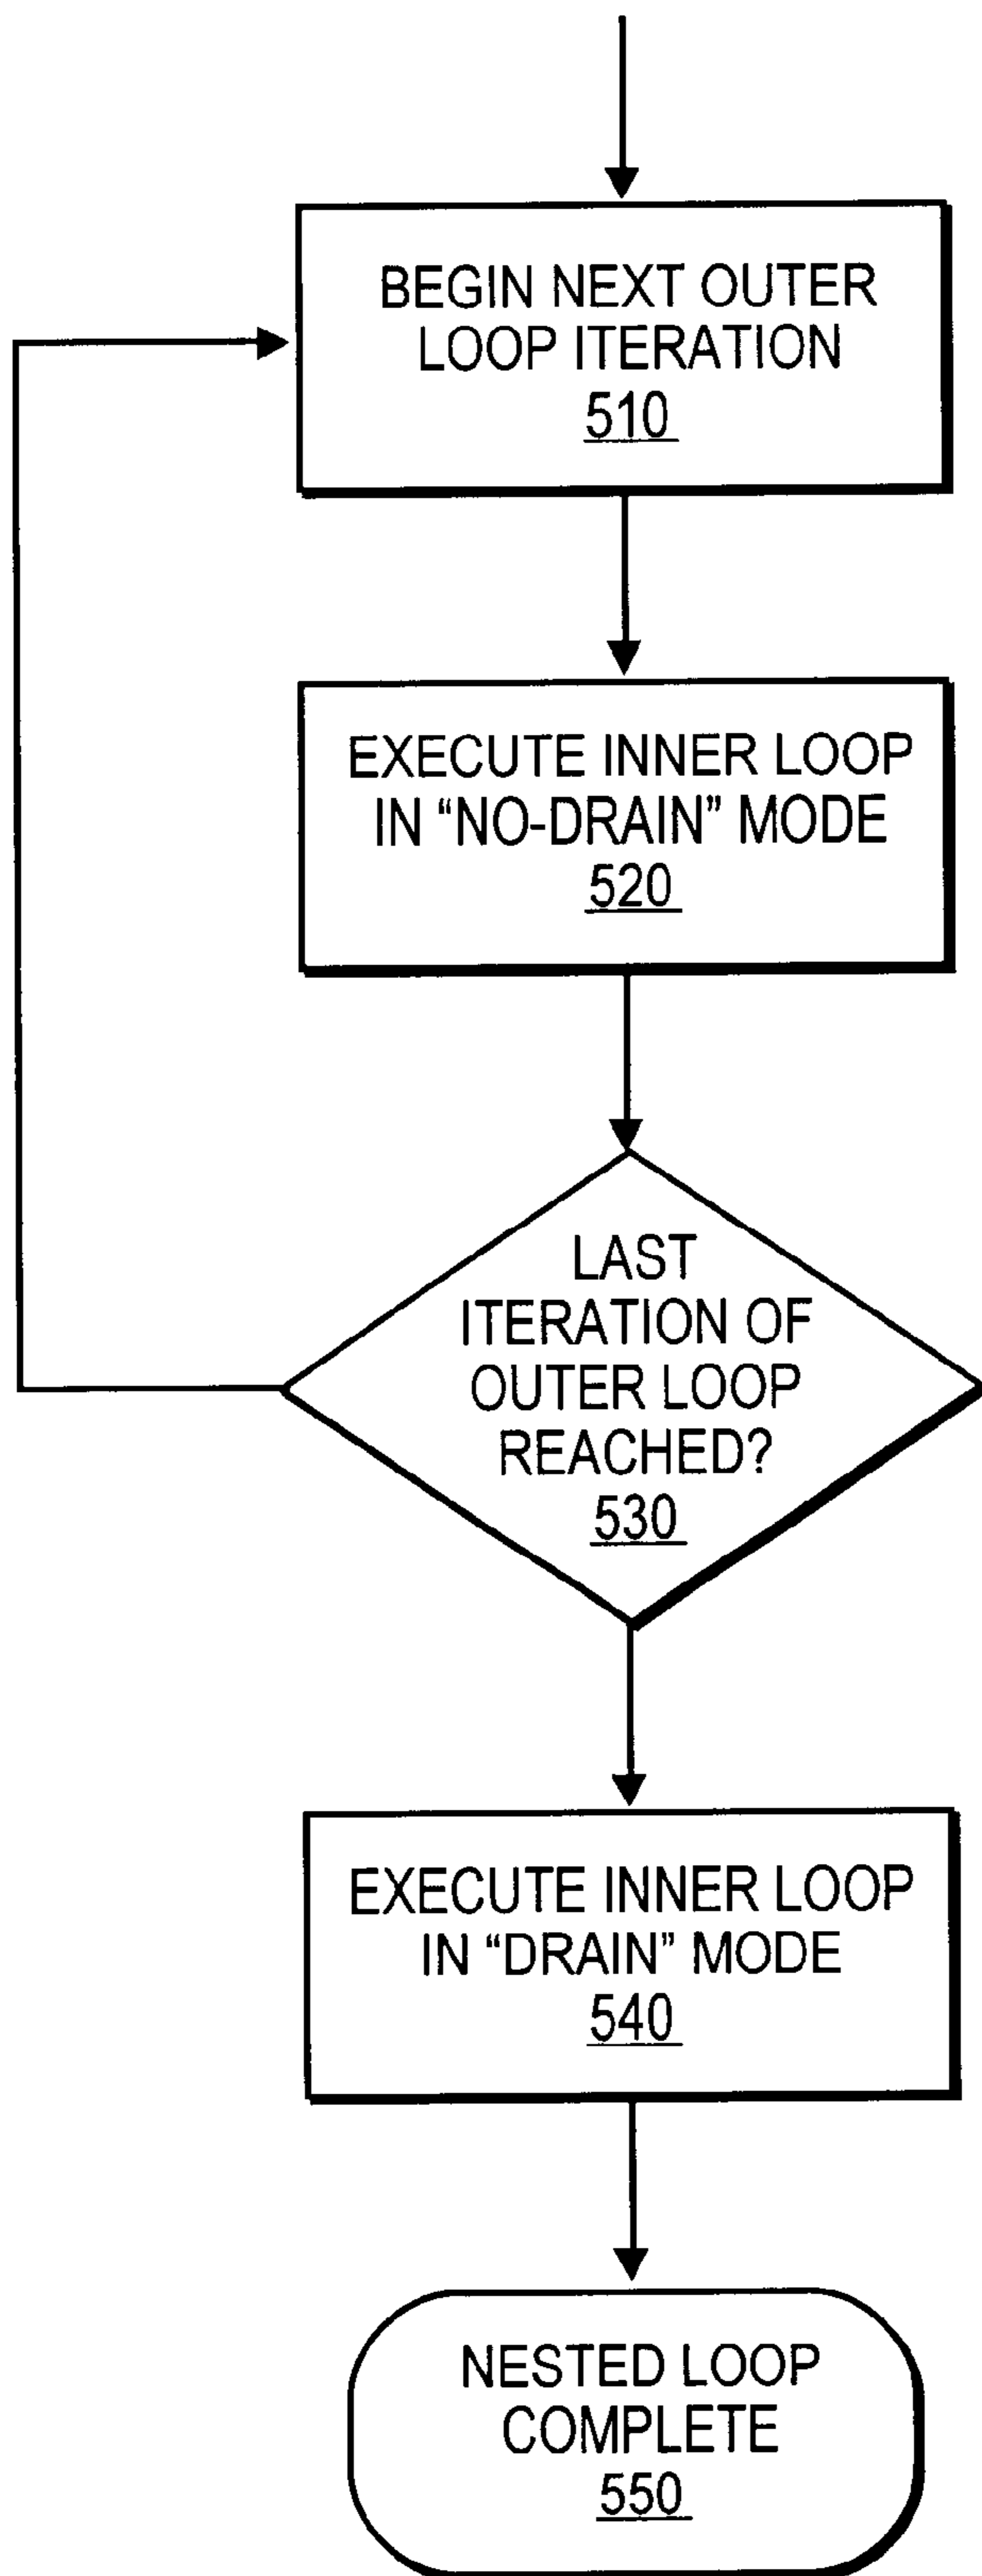 BEGIN NEXT OUTER
LOOP ITERATION
510
EXECUTE INNER LOOP
IN “NO-DRAIN” MODE
520
LAST
ITERATION OF
OUTER LOOP
REACHED?
530
EXECUTE INNER LOOP
IN “DRAIN” MODE
540
NESTED LOOP
COMPLETE
550